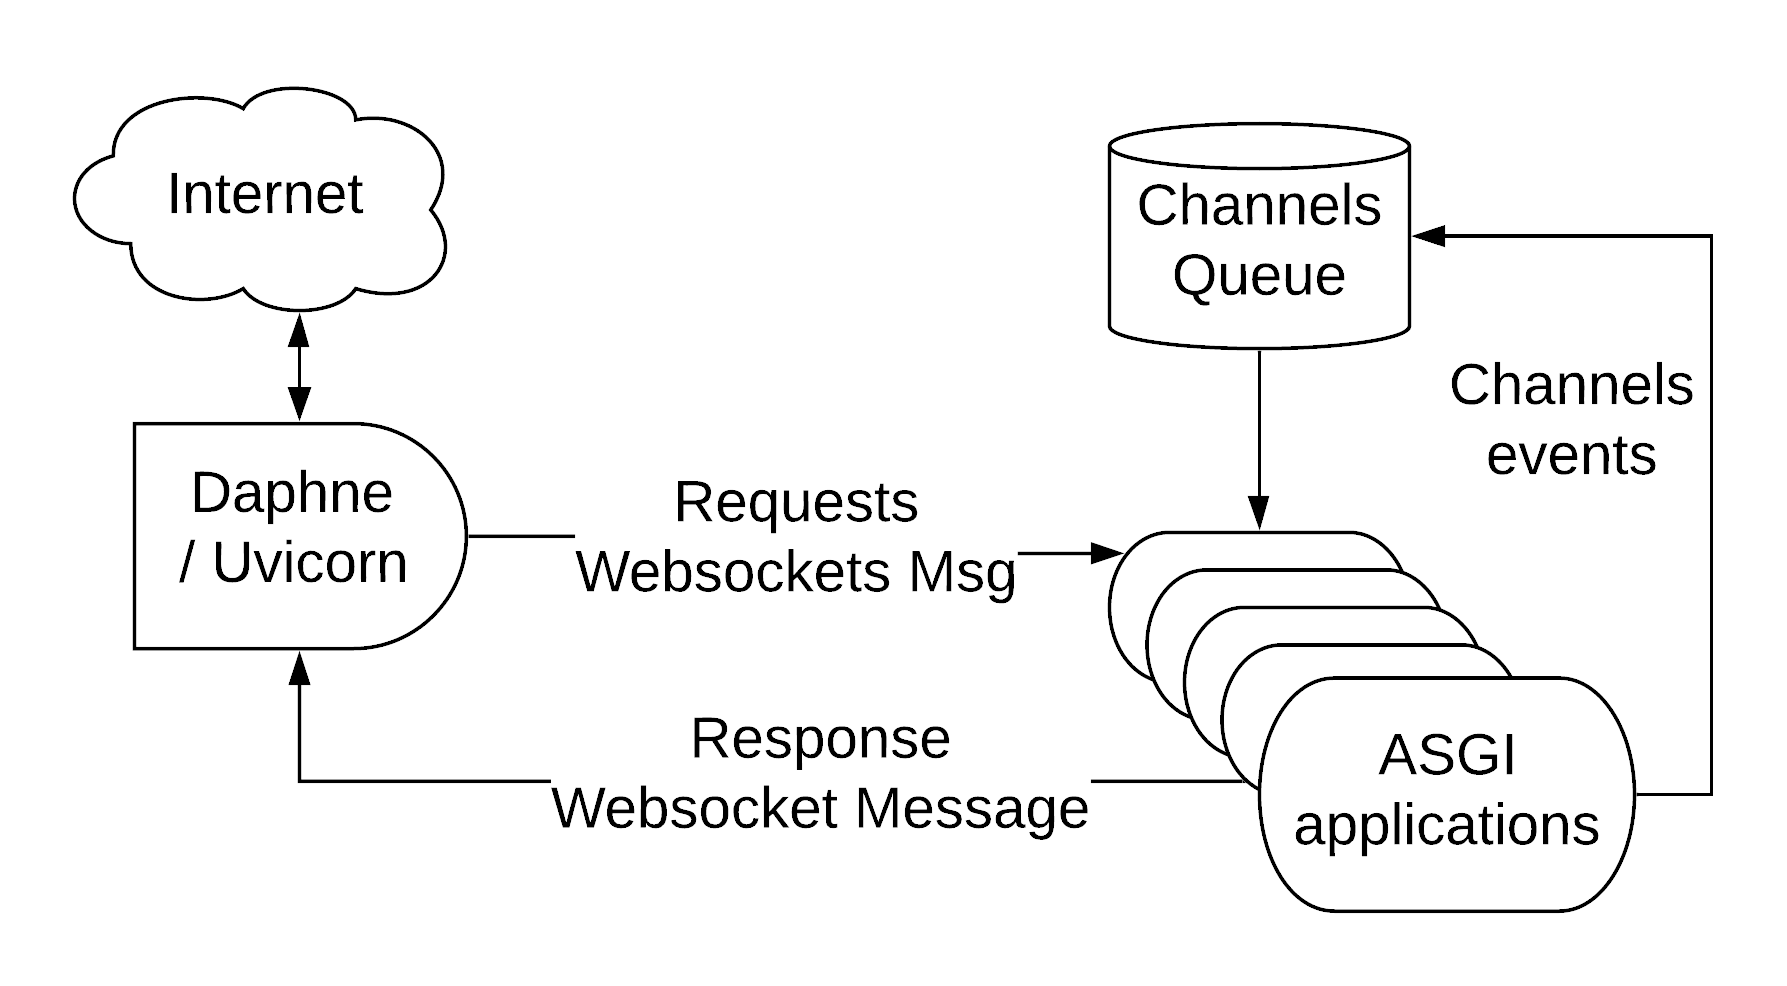 Internet
Channels
Queue
Channels
events
Daphne
/ Uvicorn
Requests
Websockets Msg
Response
Websocket Message
ASGI
applications